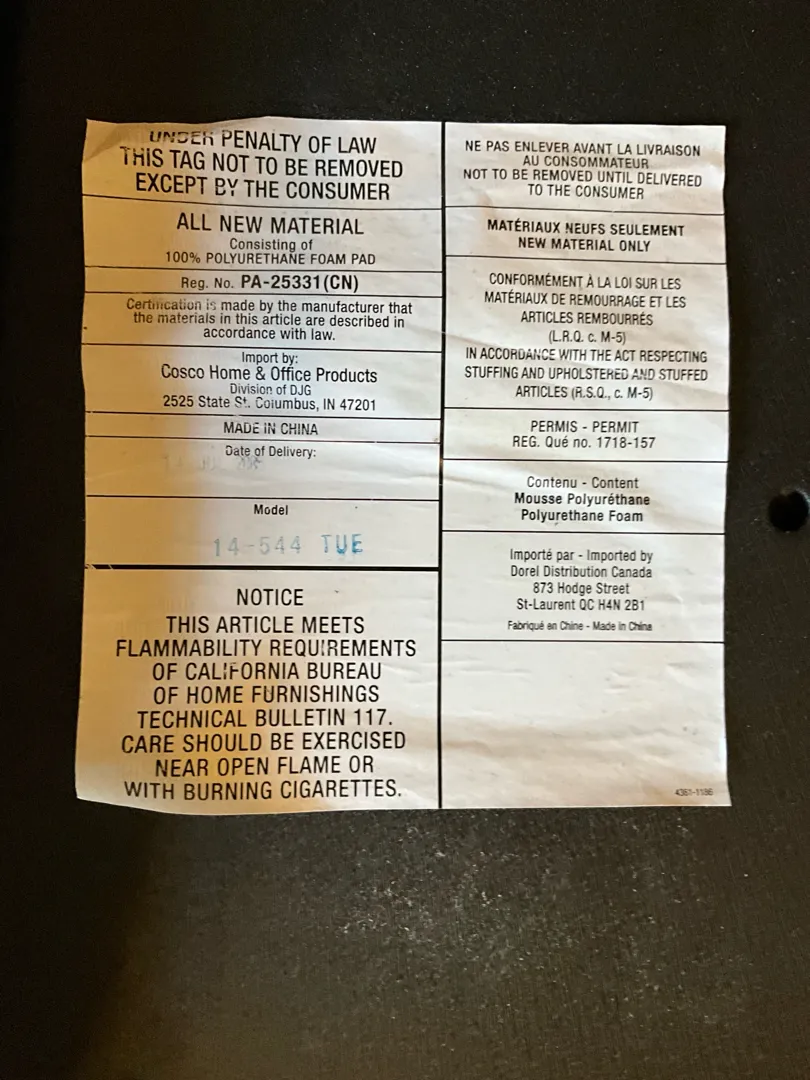 UNDER PENALTY OF LAW
THIS TAG NOT TO BE REMOVED
EXCEPT BY THE CONSUMER
ALL NEW MATERIAL
Consisting of
100% POLYURETHANE FOAM PAD
Reg. No. PA-25331(CN)
Certification is made by the manufacturer that
the materials in this article are described in
accordance with law.
Import by:
Cosco Home & Office Products
Division of DJG
2525 State St. Columbus, IN 47201
MADE IN CHINA
Date of Delivery:
Model
14-544 TUE
NOTICE
THIS ARTICLE MEETS
FLAMMABILITY REQUIREMENTS
OF CALIFORNIA BUREAU
OF HOME FURNISHINGS
TECHNICAL BULLETIN 117.
CARE SHOULD BE EXERCISED
NEAR OPEN FLAME OR
WITH BURNING CIGARETTES.
NE PAS ENLEVER AVANT LA LIVRAISON
AU CONSOMMATEUR
NOT TO BE REMOVED UNTIL DELIVERED
TO THE CONSUMER
MATÉRIAUX NEUFS SEULEMENT
NEW MATERIAL ONLY
CONFORMÉMENT À LA LOI SUR LES
MATÉRIAUX DE REMOURRAGE ET LES
ARTICLES REMBOURRÉS
(L.R.Q. c. M-5)
IN ACCORDANCE WITH THE ACT RESPECTING
STUFFING AND UPHOLSTERED AND STUFFED
ARTICLES (R.S.Q., c. M-5)
PERMIS - PERMIT
REG. Qué no. 1718-157
Contenu - Content
Mousse Polyuréthane
Polyurethane Foam
Importé par - Imported by
Dorel Distribution Canada
873 Hodge Street
St-Laurent QC H4N 2B1
Fabriqué en Chine - Made in China
4361-1186